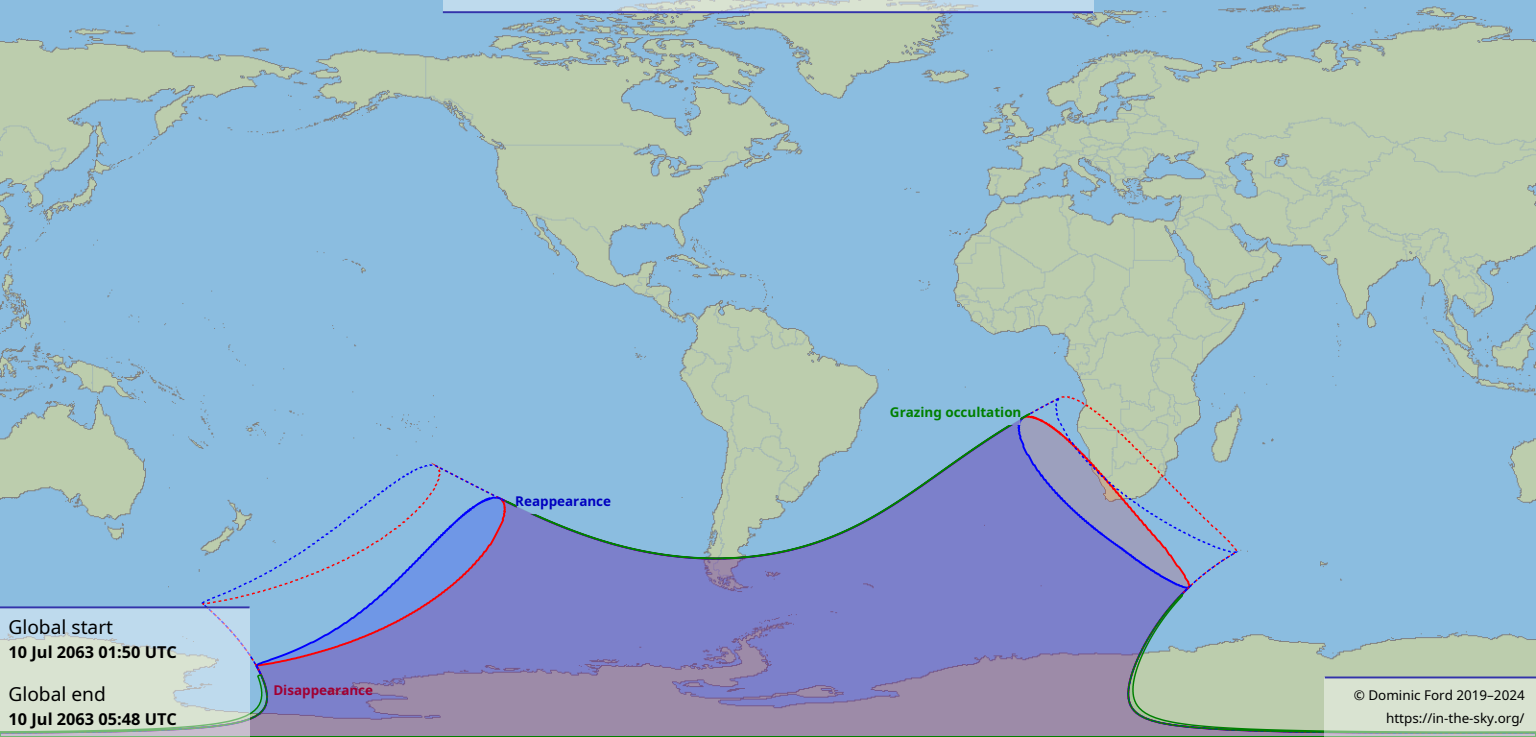 Grazing occultation
Reappearance
Global start
10 Jul 2063 01:50 UTC
Disappearance
Global end
10 Jul 2063 05:48 UTC
© Dominic Ford 2019–2024
https://in-the-sky.org/